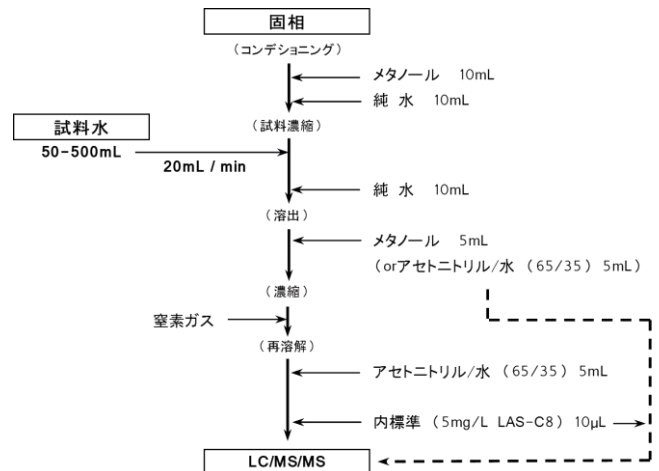 固相
(コンデショニング)
メタノール 10mL
純 水 10mL
試料水
(試料濃縮)
50-500mL
20mL / min
純 水 10mL
(溶出)
メタノール 5mL
(orアセトニトリル/水 (65/35) 5mL)
(濃縮)
窒素ガス
(再溶解)
アセトニトリル/水 (65/35) 5mL
内標準 (5mg/L LAS-C8) 10μL
LC/MS/MS